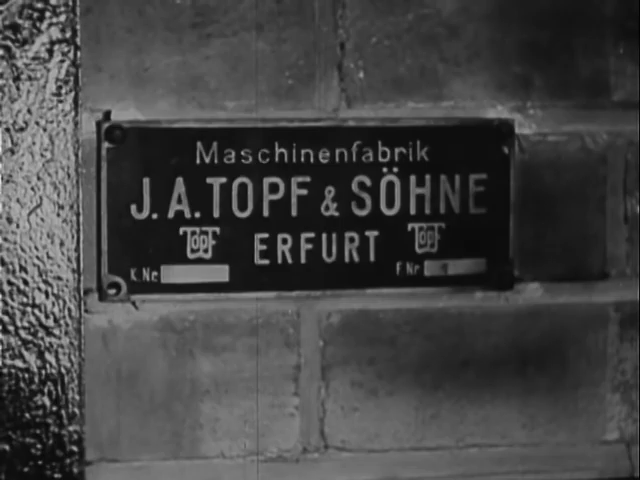 Maschinenfabrik
J. A. TOPF & SÖHNE
TOPF ERFURT TOPF
K.Nr. F.Nr.